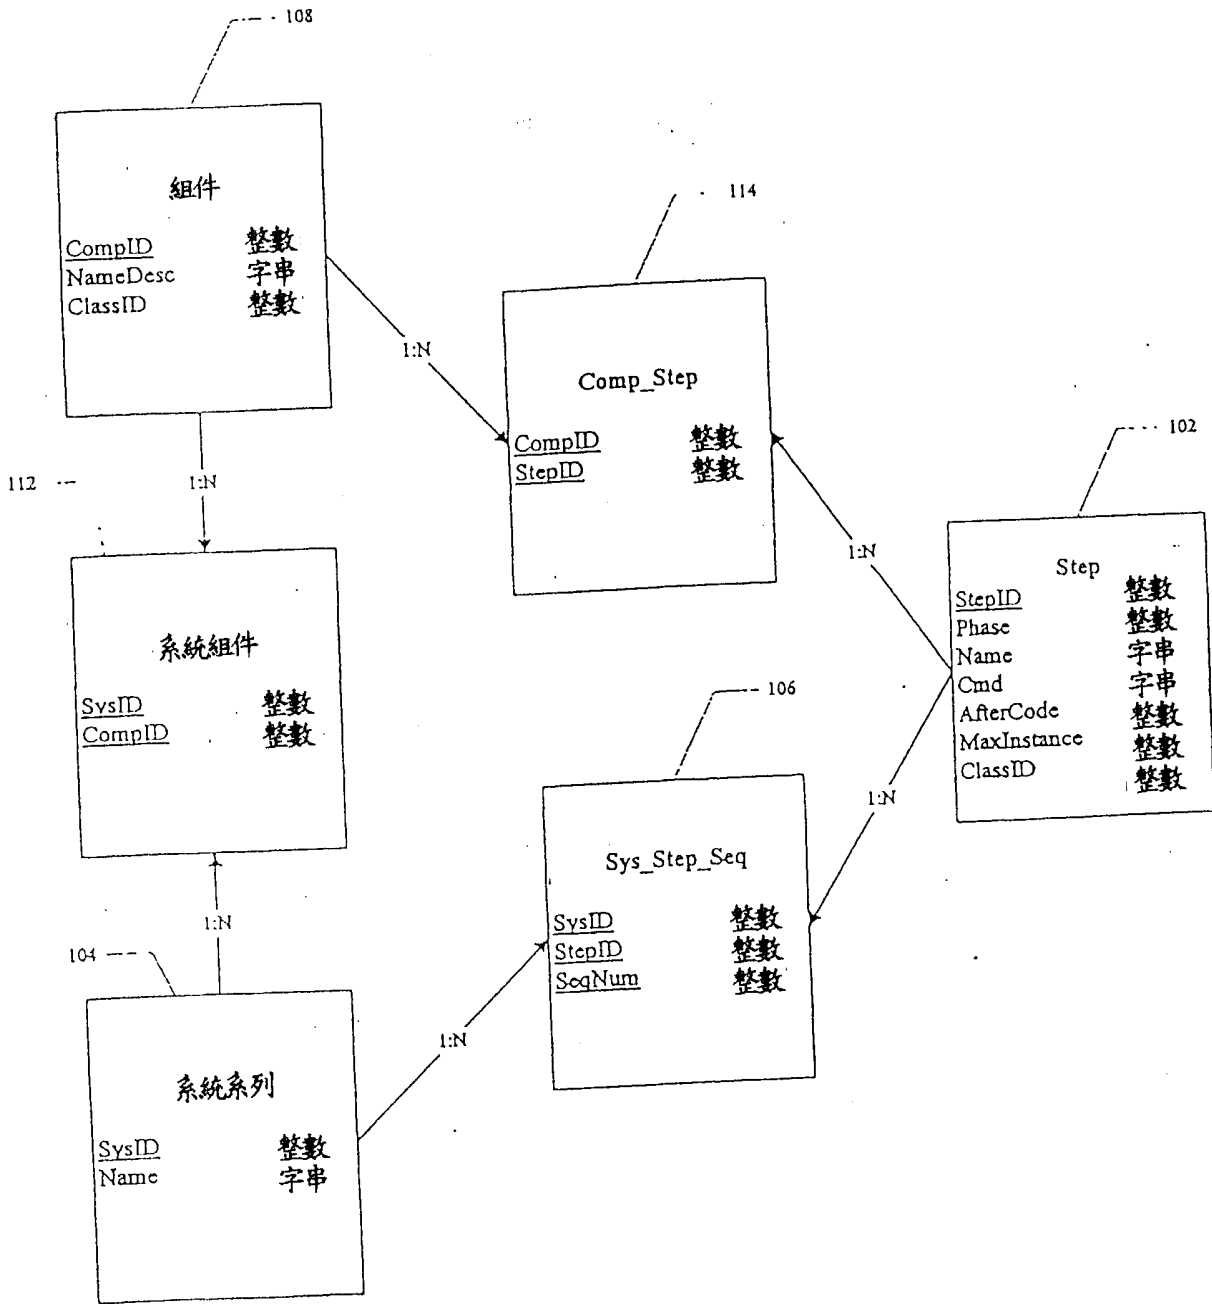 108
組件
CompID 整數
NameDesc 字串
ClassID 整數
1:N
1:N
114
Comp_Step
CompID 整數
StepID 整數
102
1:N
Step
StepID 整數
Phase 整數
Name 字串
Cmd 字串
AfterCode 整數
MaxInstance 整數
ClassID 整數
112
系統組件
SysID 整數
CompID 整數
1:N
106
1:N
Sys_Step_Seq
SysID 整數
StepID 整數
SeqNum 整數
104
1:N
系統系列
SysID 整數
Name 字串